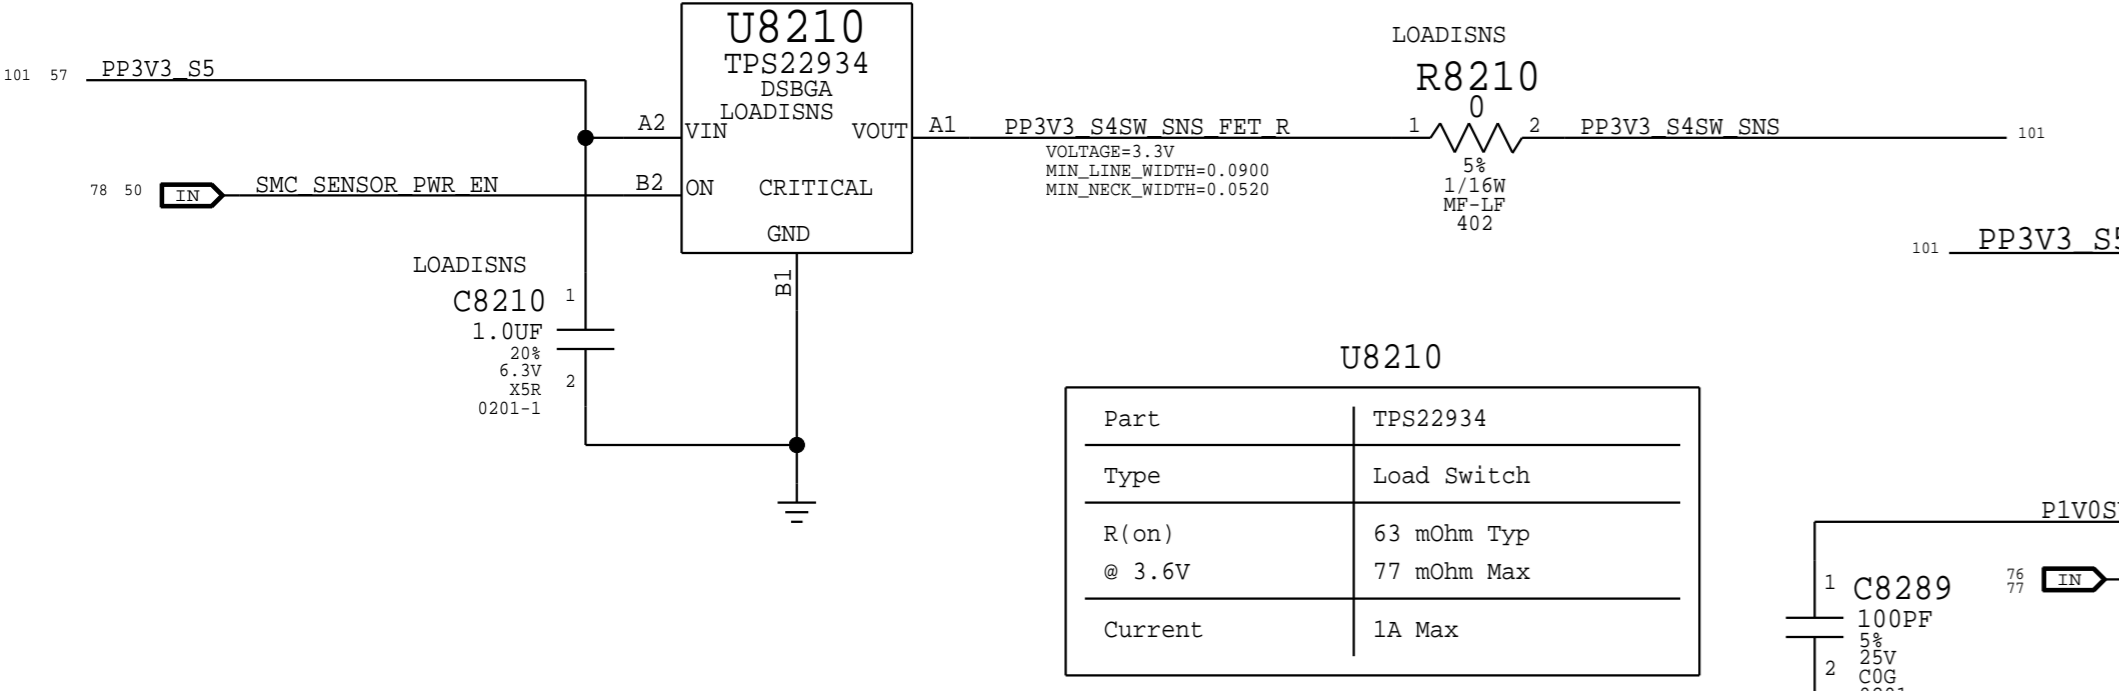 U8210
TPS22934
DSBGA
LOADISNS
A2 VIN
VOUT A1
B2 ON
CRITICAL
GND
B1
101 57 PP3V3_S5
78 50 IN SMC_SENSOR_PWR_EN
LOADISNS
C8210
1.0UF
20%
6.3V
X5R
0201-1
1
2
PP3V3_S4SW_SNS_FET_R
VOLTAGE=3.3V
MIN_LINE_WIDTH=0.0900
MIN_NECK_WIDTH=0.0520
LOADISNS
R8210
0
1 2
5%
1/16W
MF-LF
402
PP3V3_S4SW_SNS 101
101 PP3V3_S5
U8210
Part TPS22934
Type Load Switch
R(on) 63 mOhm Typ
@ 3.6V 77 mOhm Max
Current 1A Max
76
77
IN
1
C8289
100PF
5%
25V
C0G
2